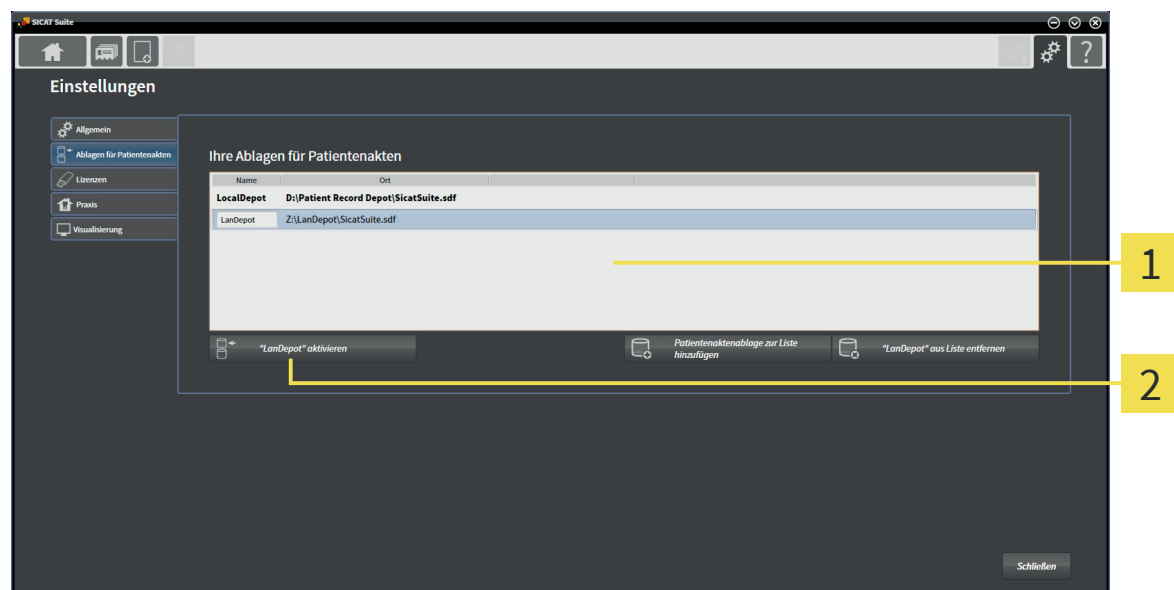 SICAT Suite
?
Einstellungen
Allgemein
Ablagen für Patientenakten
Lizenzen
Praxis
Visualisierung
Ihre Ablagen für Patientenakten
Name Ort
LocalDepot D:\Patient Record Depot\SicatSuite.sdf
LanDepot Z:\LanDepot\SicatSuite.sdf
1
"LanDepot" aktivieren
Patientenaktenablage zur Liste
hinzufügen
"LanDepot" aus Liste entfernen
2
Schließen